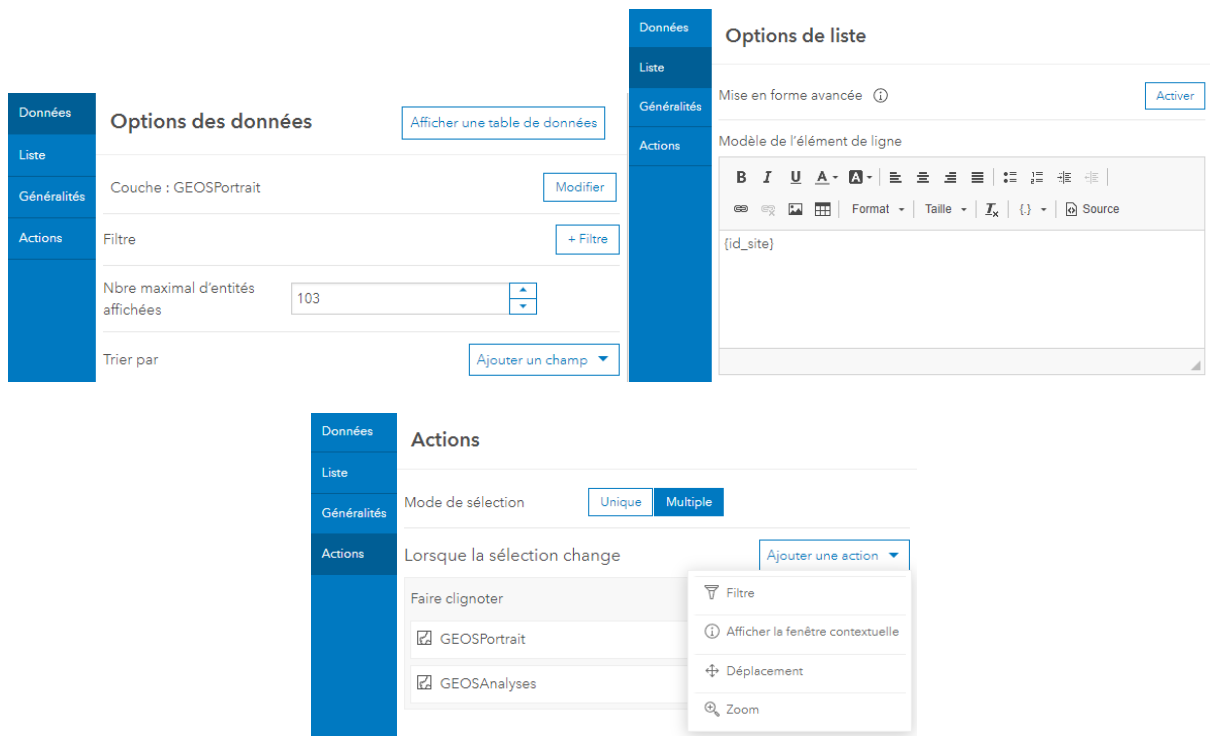 Données
Liste
Généralités
Actions
Options des données
Afficher une table de données
Couche : GEOSPortrait
Modifier
Filtre
+ Filtre
Nbre maximal d'entités
affichées
103
Trier par
Ajouter un champ
Données
Liste
Généralités
Actions
Options de liste
Mise en forme avancée
Activer
Modèle de l'élément de ligne
B I U A A
Format Taille Tx {.} Source
{id_site}
Données
Liste
Généralités
Actions
Actions
Mode de sélection
Unique Multiple
Lorsque la sélection change
Ajouter une action
Faire clignoter
GEOSPortrait
GEOSAnalyses
Filtre
Afficher la fenêtre contextuelle
Déplacement
Zoom